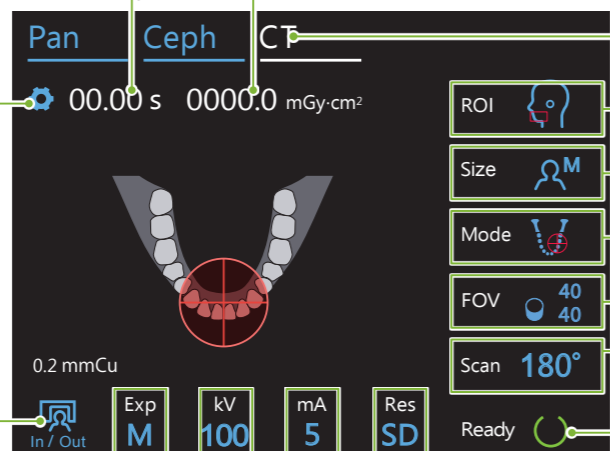 Pan Ceph CT
00.00 s 0000.0 mGy·cm²
ROI
Size M
Mode
FOV 40
40
Scan 180°
0.2 mmCu
In / Out
Exp
M
kV
100
mA
5
Res
SD
Ready